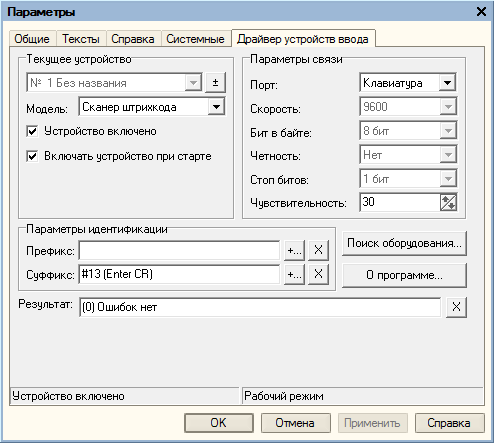 Параметры
Общие Тексты Справка Системные Драйвер устройств ввода
Текущее устройство
№ 1 Без названия ±
Модель: Сканер штрихкода
Устройство включено
Включать устройство при старте
Параметры связи
Порт: Клавиатура
Скорость: 9600
Бит в байте: 8 бит
Четность: Нет
Стоп битов: 1 бит
Чувствительность: 30
Параметры идентификации
Префикс: +... X
Суффикс: #13 (Enter CR) +... X
Поиск оборудования...
О программе...
Результат: (0) Ошибок нет X
Устройство включено Рабочий режим
OK Отмена Применить Справка